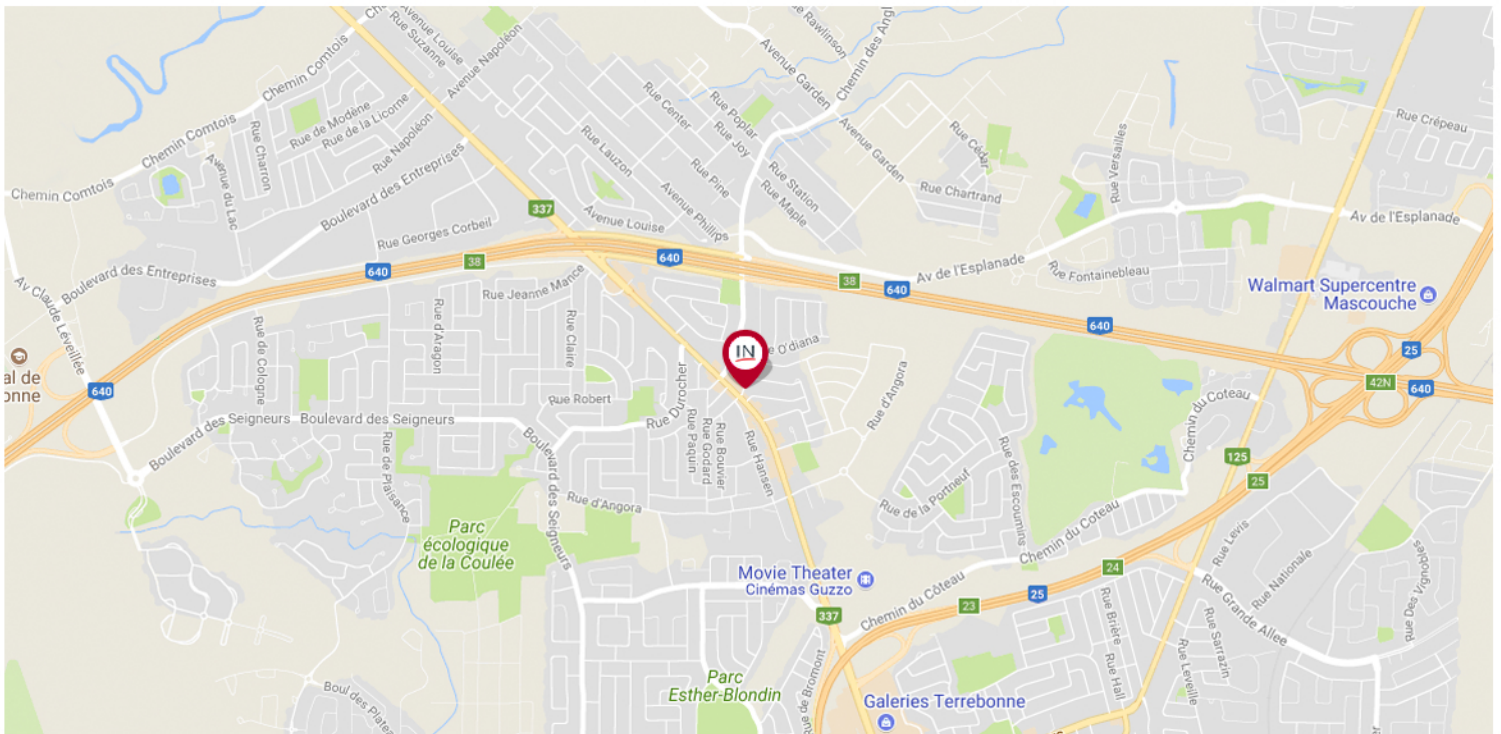 Avenue Louise
Rue Suzanne
Avenue Napoléon
Rue Rawlinson
Chemin des Angl
Avenue Garden
Chemin Comtois
Rue de Modène
Rue de la Licorne
Rue Napoléon
Rue Charron
Rue Center
Rue Poplar
Rue Joy
Avenue Garden
Rue Crépeau
Chemin Comtois
Avenue du Lac
Rue Lauzon
Rue Pine
Rue Station
Rue Maple
Rue Cédar
Rue Versailles
Chemin Comtois
Boulevard des Entreprises
Rue Chartrand
337
Avenue Louise
Avenue Phillips
Av de l'Esplanade
Rue Georges Corbeil
640
38
640
38
640
Av de l'Esplanade
Rue Fontainebleau
Boulevard des Entreprises
Av Claude Léveillée
Rue Jeanne Mance
Walmart Supercentre
Mascouche
640
25
Rue d'Aragon
Rue Claire
Rue de Cologne
IN
e O'diana
al de
onne
640
42N
640
Rue Durocher
Rue d'Angora
Rue Robert
Chemin du Coteau
Boulevard des Seigneurs
Boulevard des Seigneurs
Rue Paquin
Rue Godard
Rue Bouvier
Rue Hansen
Boulevard des Seigneurs
Rue de Plaisance
Rue des Escoumins
Rue de la Portneuf
125
25
Rue d'Angora
Parc
écologique
de la Coulée
Chemin du Coteau
Rue Levis
Rue Nationale
Rue Des Vignobles
Movie Theater
Cinémas Guzzo
Chemin du Côteau
24
25
23
337
Rue Grande Allee
Rue Brière
Rue Hall
Rue Sarrazin
Rue Leveille
Parc
Esther-Blondin
de Bromont
Boul des Platea
Galeries Terrebonne